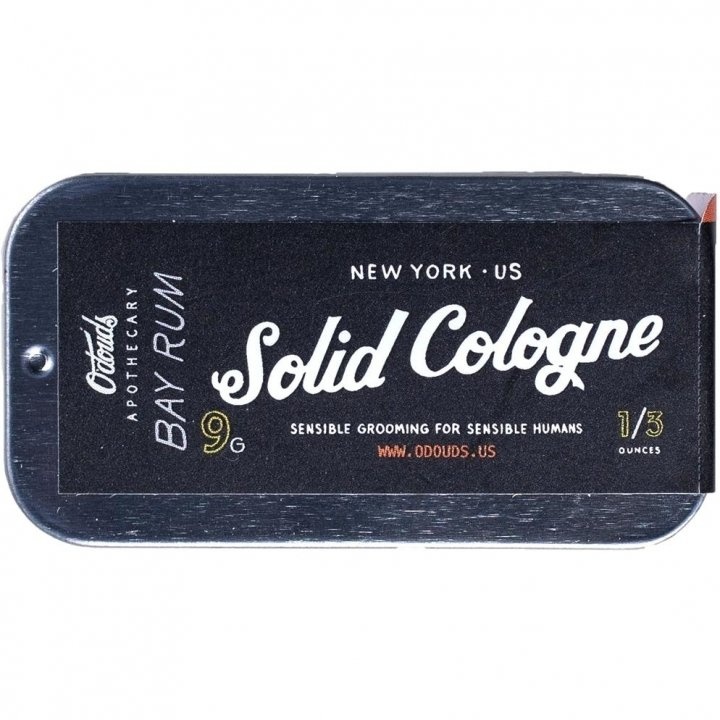 O'douds
APOTHECARY
BAY RUM
9G
NEW YORK · US
Solid Cologne
SENSIBLE GROOMING FOR SENSIBLE HUMANS
WWW.ODOUDS.US
1/3
OUNCES